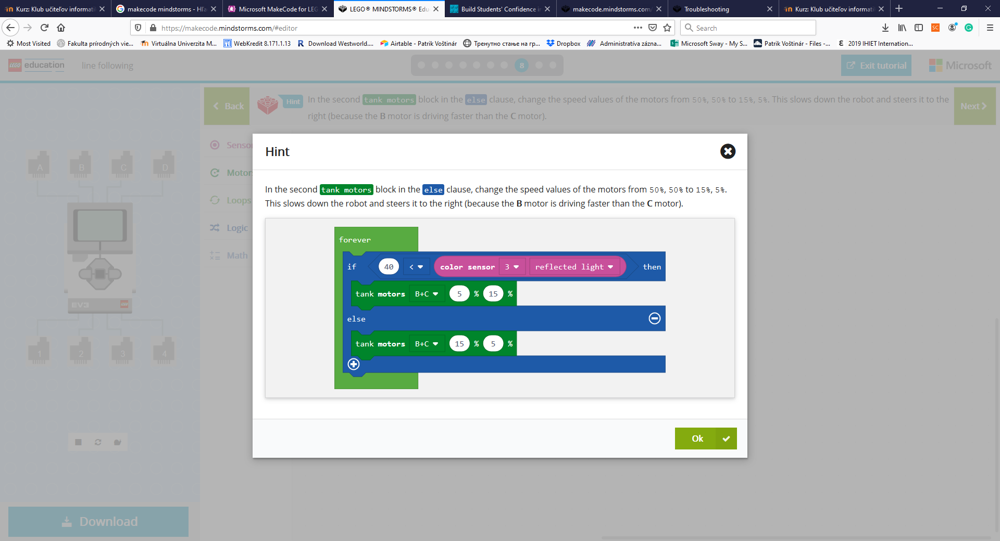 Kurz: Klub učiteľov informati
makecode mindstorms - Hľa
Microsoft MakeCode for LEG
LEGO® MINDSTORMS® Edu
Build Students' Confidence i
makecode.mindstorms.com/
Troubleshooting
Kurz: Klub učiteľov informati
https://makecode.mindstorms.com/#editor
Search
SC
Most Visited
Fakulta prírodných vie...
Virtuálna Univerzita M...
WebKredit 8.171.1.13
R Download Westworld....
Airtable - Patrik Voštinár
Тренутно стање на гр...
Dropbox
Administratíva zázna...
Microsoft Sway - My S...
Patrik Voštinár - Files -...
2019 IHIET Internation...
LEGO education
line following
8
Exit tutorial
Microsoft
Back
Hint
In the second tank motors block in the else clause, change the speed values of the motors from 50%, 50% to 15%, 5%. This slows down the robot and steers it to the
right (because the B motor is driving faster than the C motor).
Next
A B C D
EV3
1 2 3 4
Download
Sensor
Motors
Loops
Logic
Math
Hint
In the second tank motors block in the else clause, change the speed values of the motors from 50%, 50% to 15%, 5%.
This slows down the robot and steers it to the right (because the B motor is driving faster than the C motor).
forever
if 40 < color sensor 3 reflected light then
tank motors B+C 5 % 15 %
else
tank motors B+C 15 % 5 %
Ok